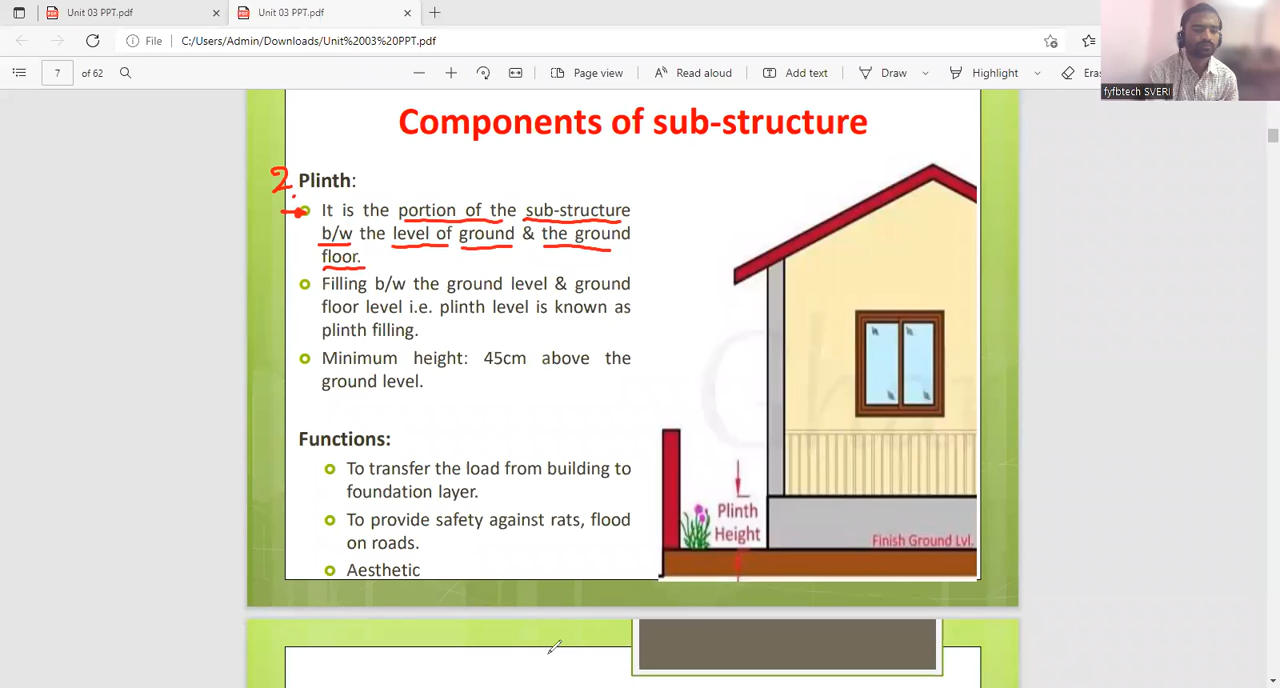 Unit 03 PPT.pdf
Unit 03 PPT.pdf
File C:/Users/Admin/Downloads/Unit%2003%20PPT.pdf
7 of 62 Page view Read aloud Add text Draw Highlight Eras
fyfbtech SVERI
Components of sub-structure
2.
Plinth:
It is the portion of the sub-structure
b/w the level of ground & the ground
floor.
Filling b/w the ground level & ground
floor level i.e. plinth level is known as
plinth filling.
Minimum height: 45cm above the
ground level.
Functions:
To transfer the load from building to
foundation layer.
To provide safety against rats, flood
on roads.
Aesthetic
Plinth
Height
Finish Ground Lvl.